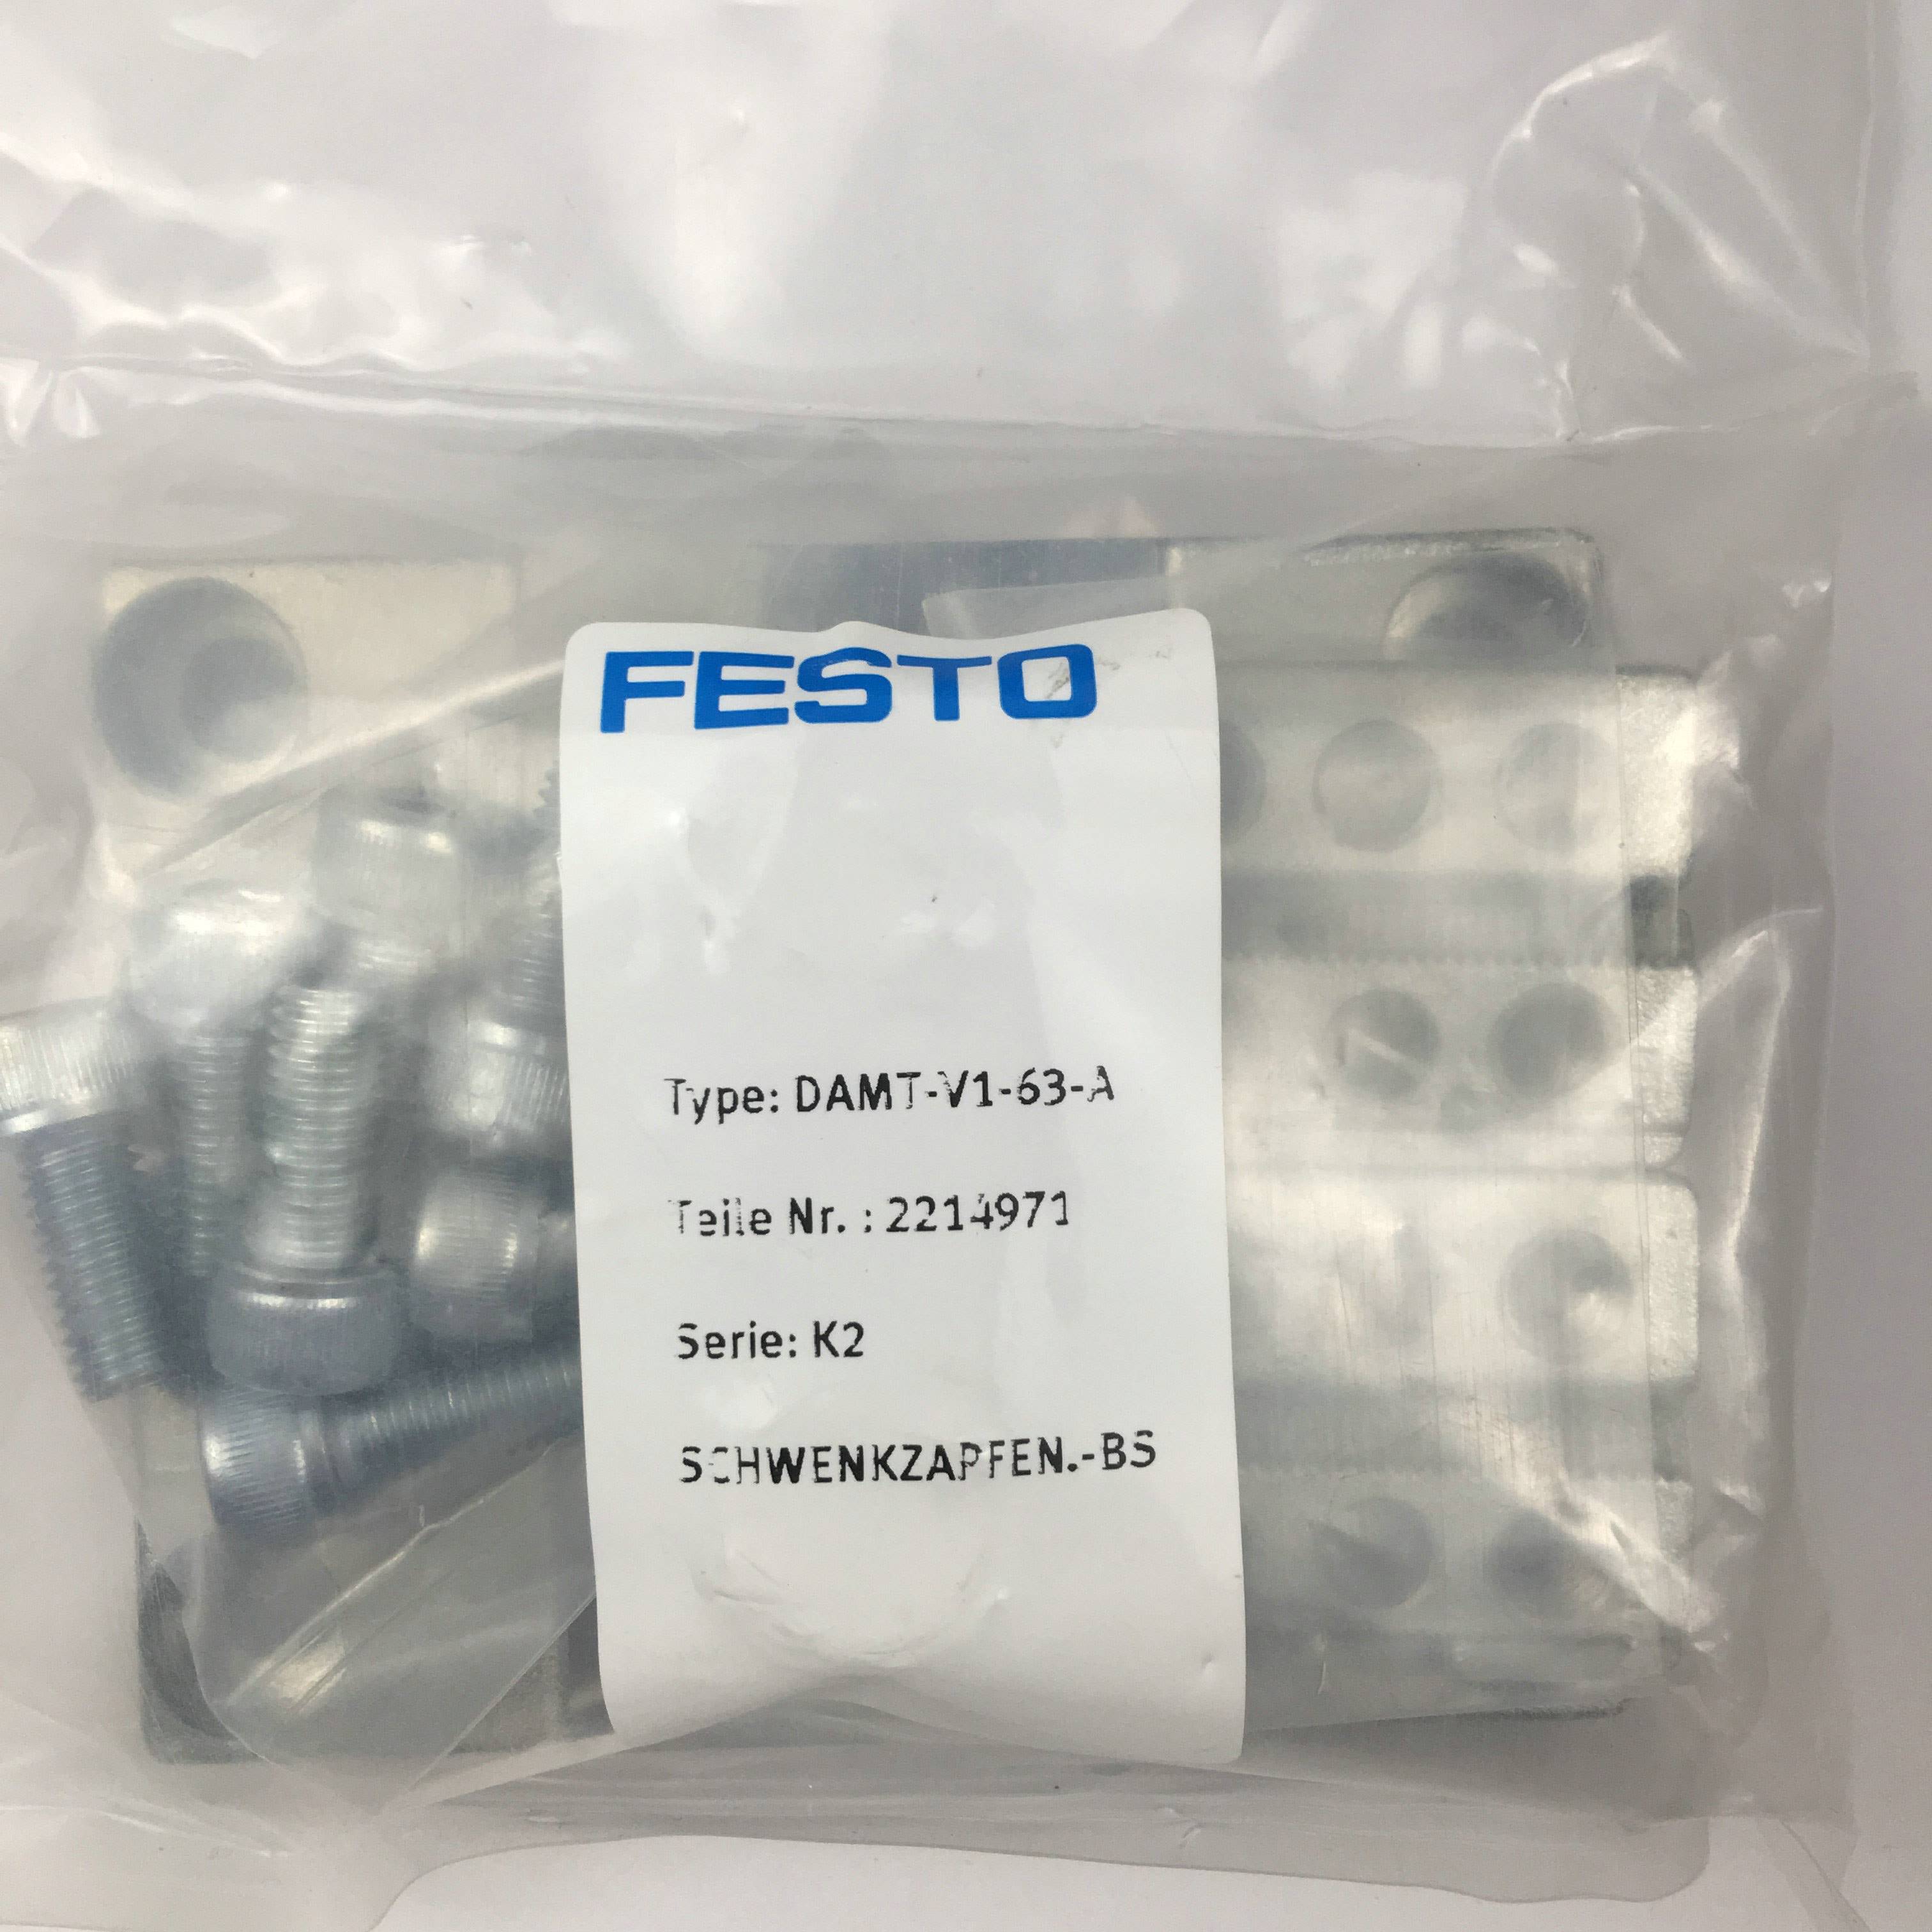 FESTO
Type: DAMT-V1-63-A
Teile Nr. : 2214971
Serie: K2
SCHWENKZAPFEN.-BS